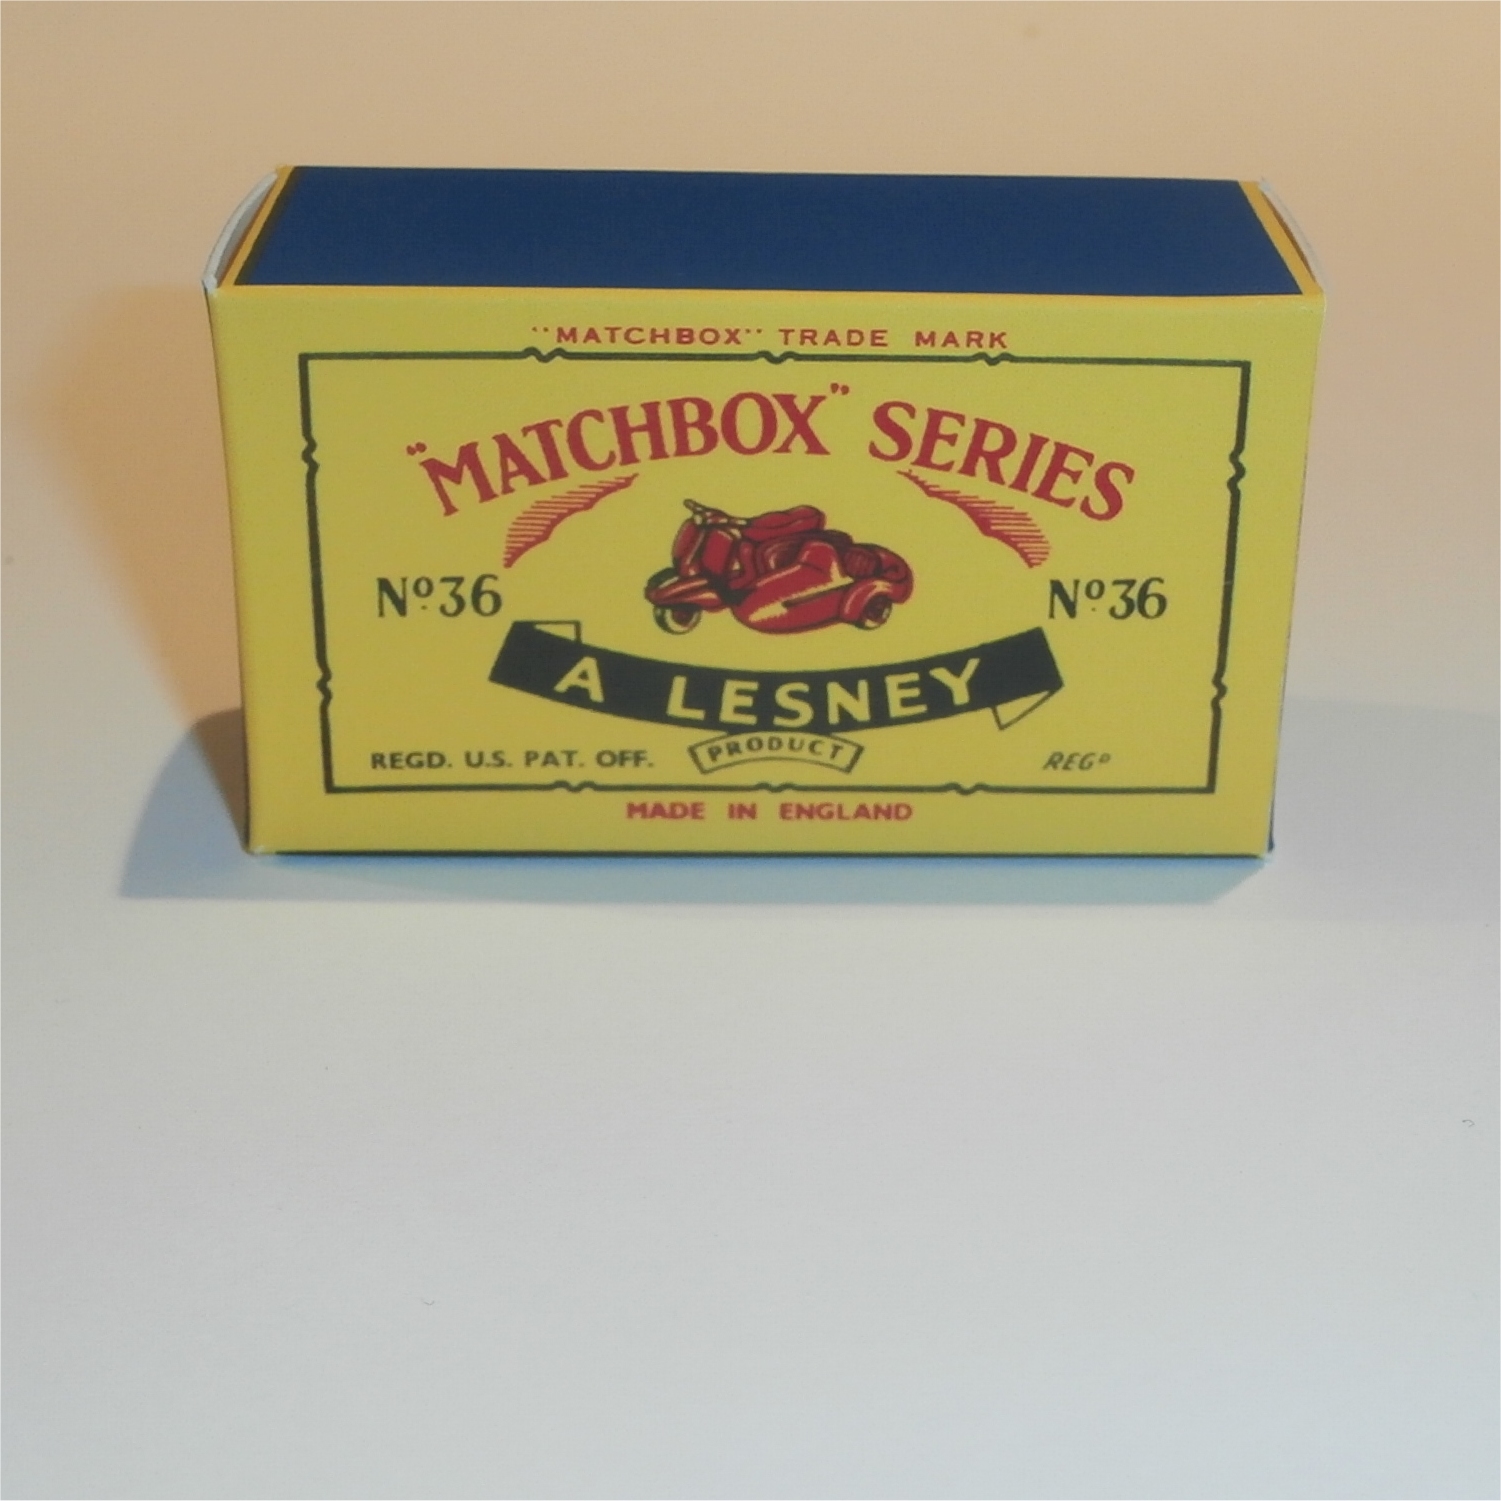 "MATCHBOX" TRADE MARK
"MATCHBOX" SERIES
Nº36 Nº36
A LESNEY
PRODUCT
REGD. U.S. PAT. OFF. REGᴰ
MADE IN ENGLAND